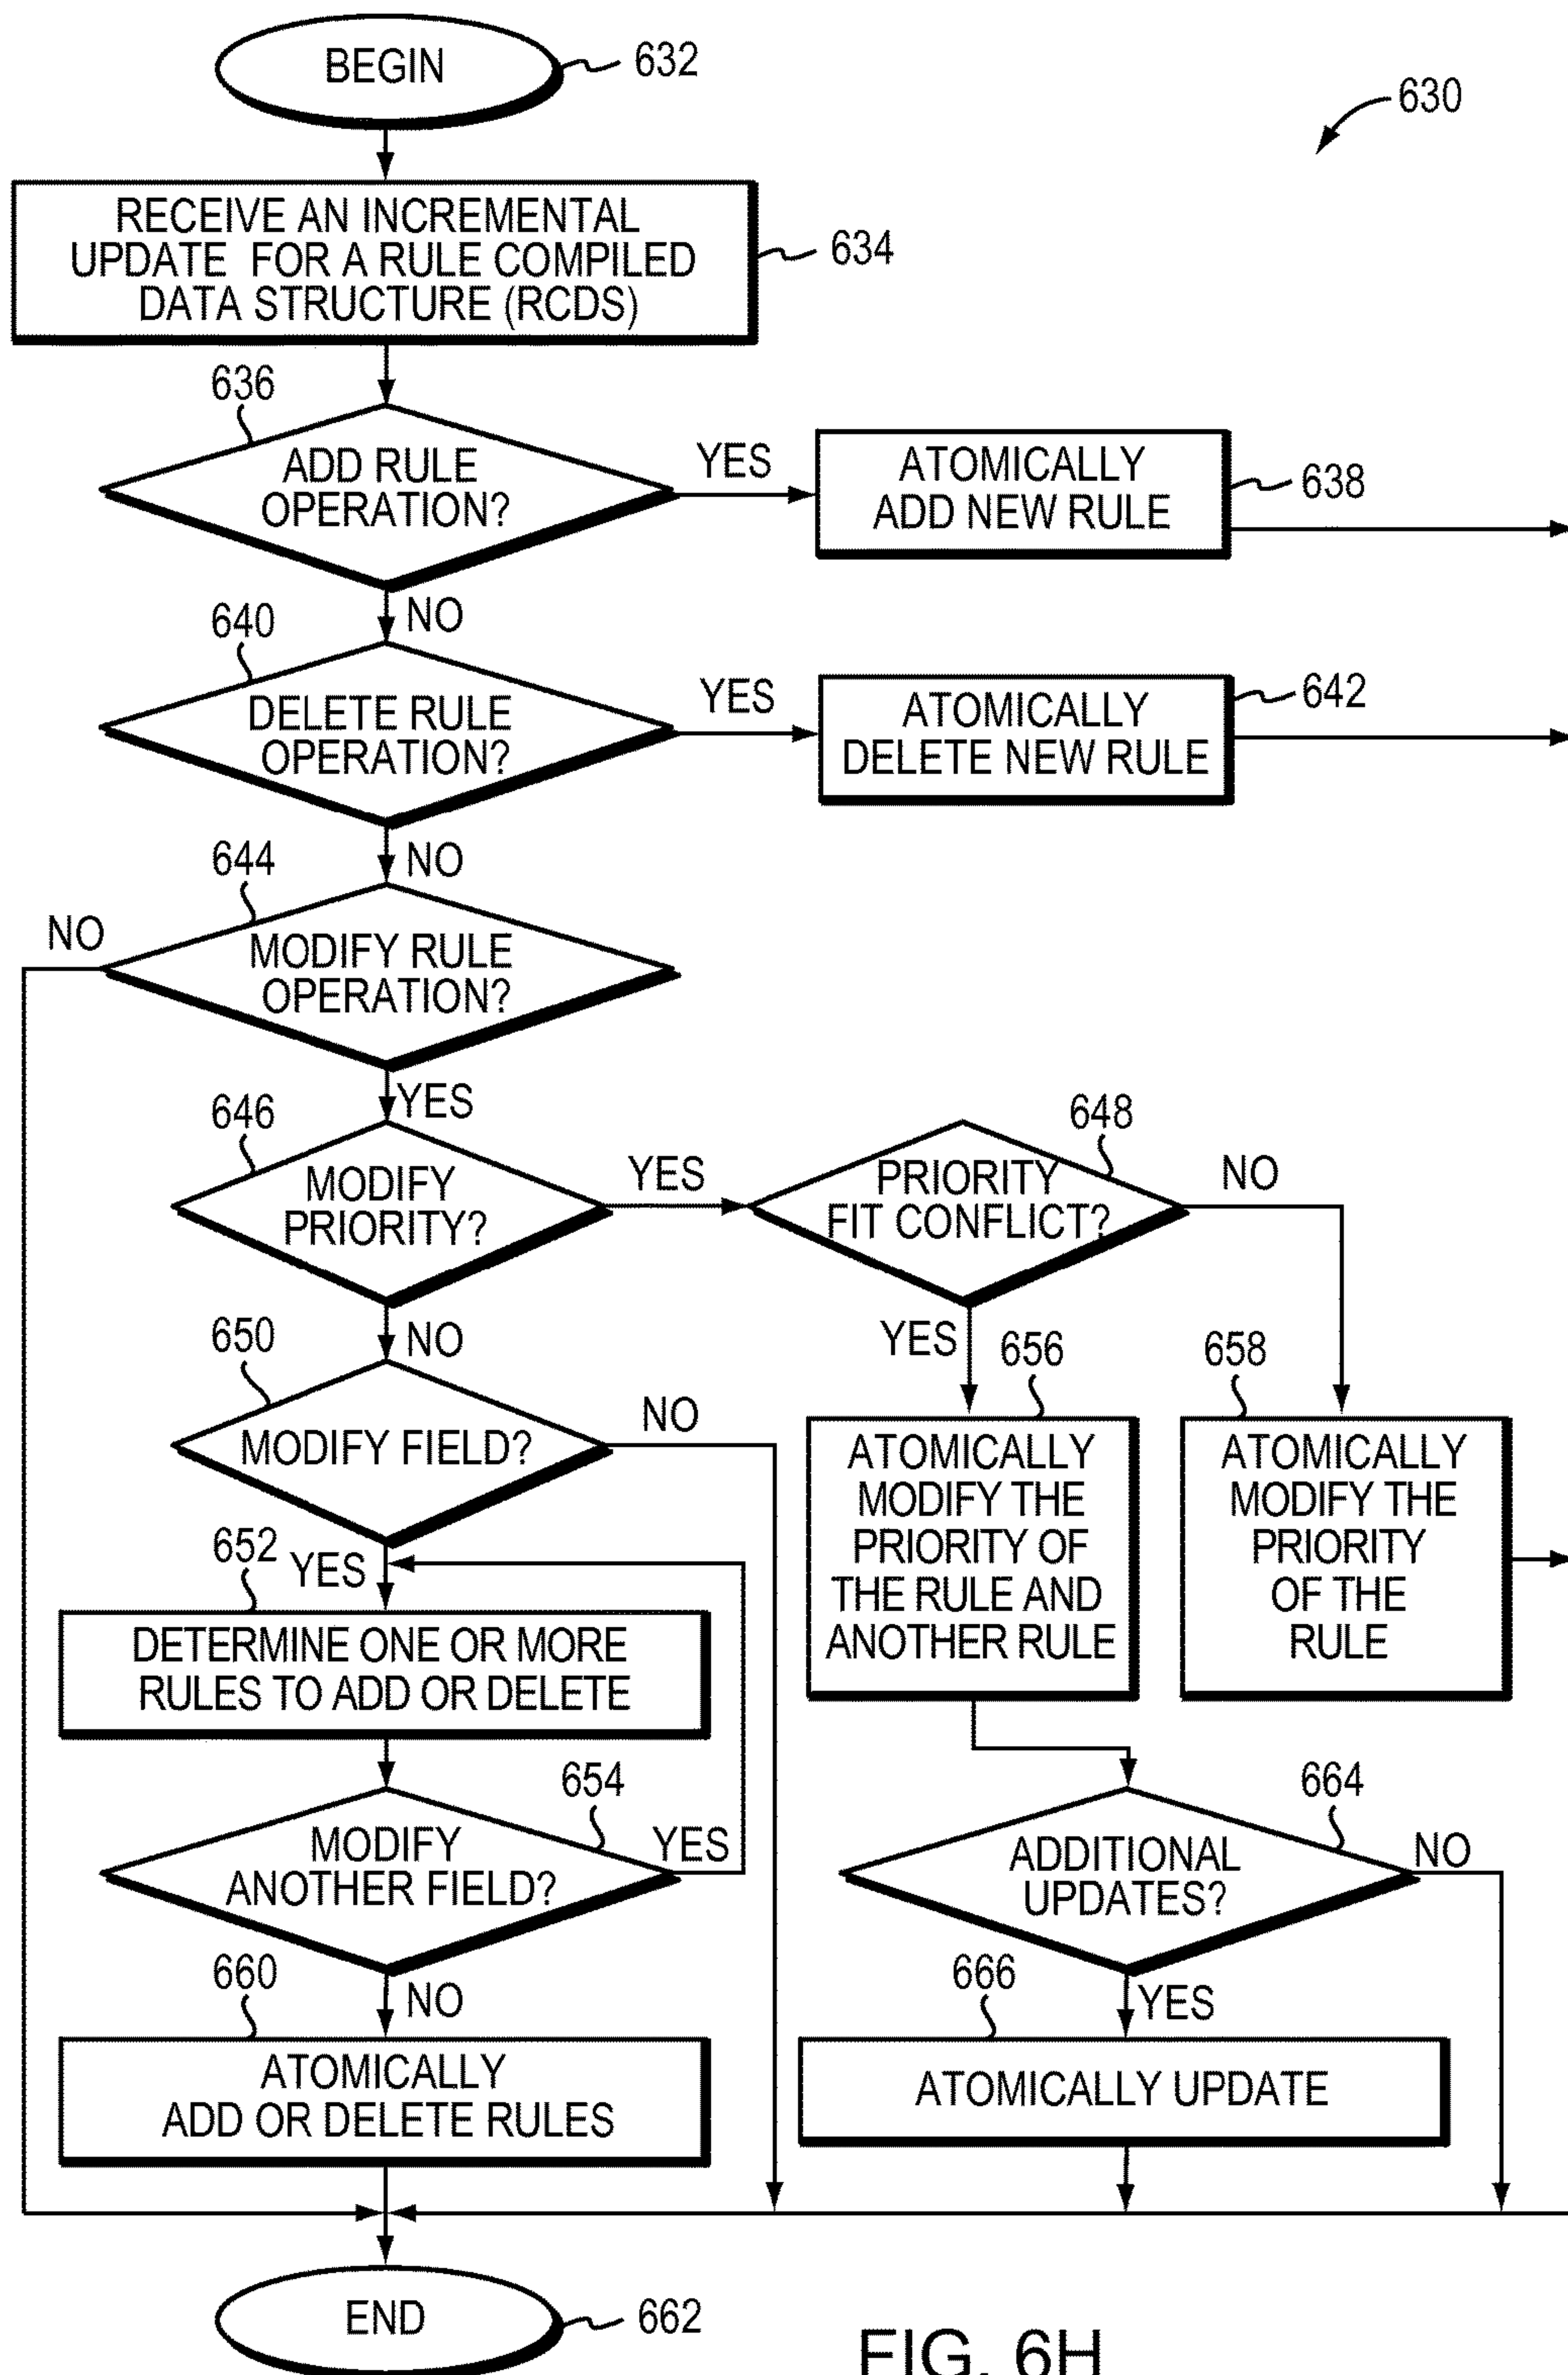 BEGIN
632
630
RECEIVE AN INCREMENTAL
UPDATE FOR A RULE COMPILED
DATA STRUCTURE (RCDS)
634
636
ADD RULE
OPERATION?
YES
ATOMICALLY
ADD NEW RULE
638
NO
640
DELETE RULE
OPERATION?
YES
ATOMICALLY
DELETE NEW RULE
642
NO
644
MODIFY RULE
OPERATION?
NO
YES
646
MODIFY
PRIORITY?
YES
648
PRIORITY
FIT CONFLICT?
NO
NO
650
MODIFY FIELD?
NO
YES
656
ATOMICALLY
MODIFY THE
PRIORITY OF
THE RULE AND
ANOTHER RULE
658
ATOMICALLY
MODIFY THE
PRIORITY
OF THE
RULE
652
YES
DETERMINE ONE OR MORE
RULES TO ADD OR DELETE
654
MODIFY
ANOTHER FIELD?
YES
664
ADDITIONAL
UPDATES?
NO
660
NO
ATOMICALLY
ADD OR DELETE RULES
666
YES
ATOMICALLY UPDATE
END
662
FIG. 6H